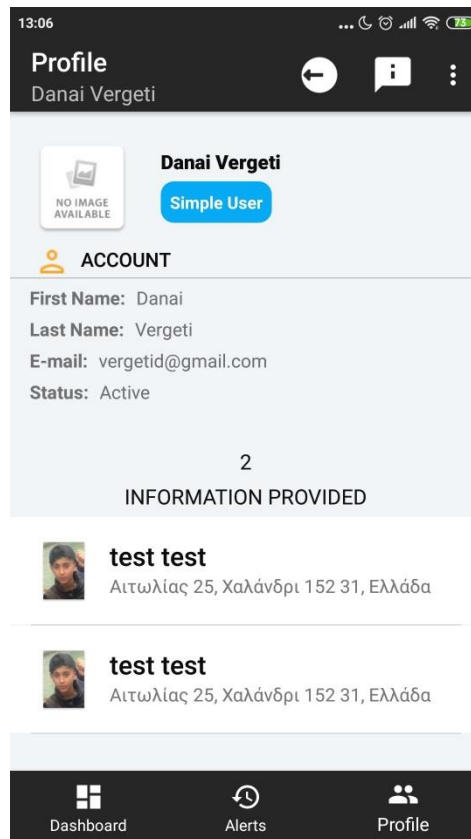 13:06
73
Profile
Danai Vergeti
Danai Vergeti
NO IMAGE
AVAILABLE
Simple User
ACCOUNT
First Name: Danai
Last Name: Vergeti
E-mail: vergetid@gmail.com
Status: Active
2
INFORMATION PROVIDED
test test
Αιτωλίας 25, Χαλάνδρι 152 31, Ελλάδα
test test
Αιτωλίας 25, Χαλάνδρι 152 31, Ελλάδα
Dashboard
Alerts
Profile